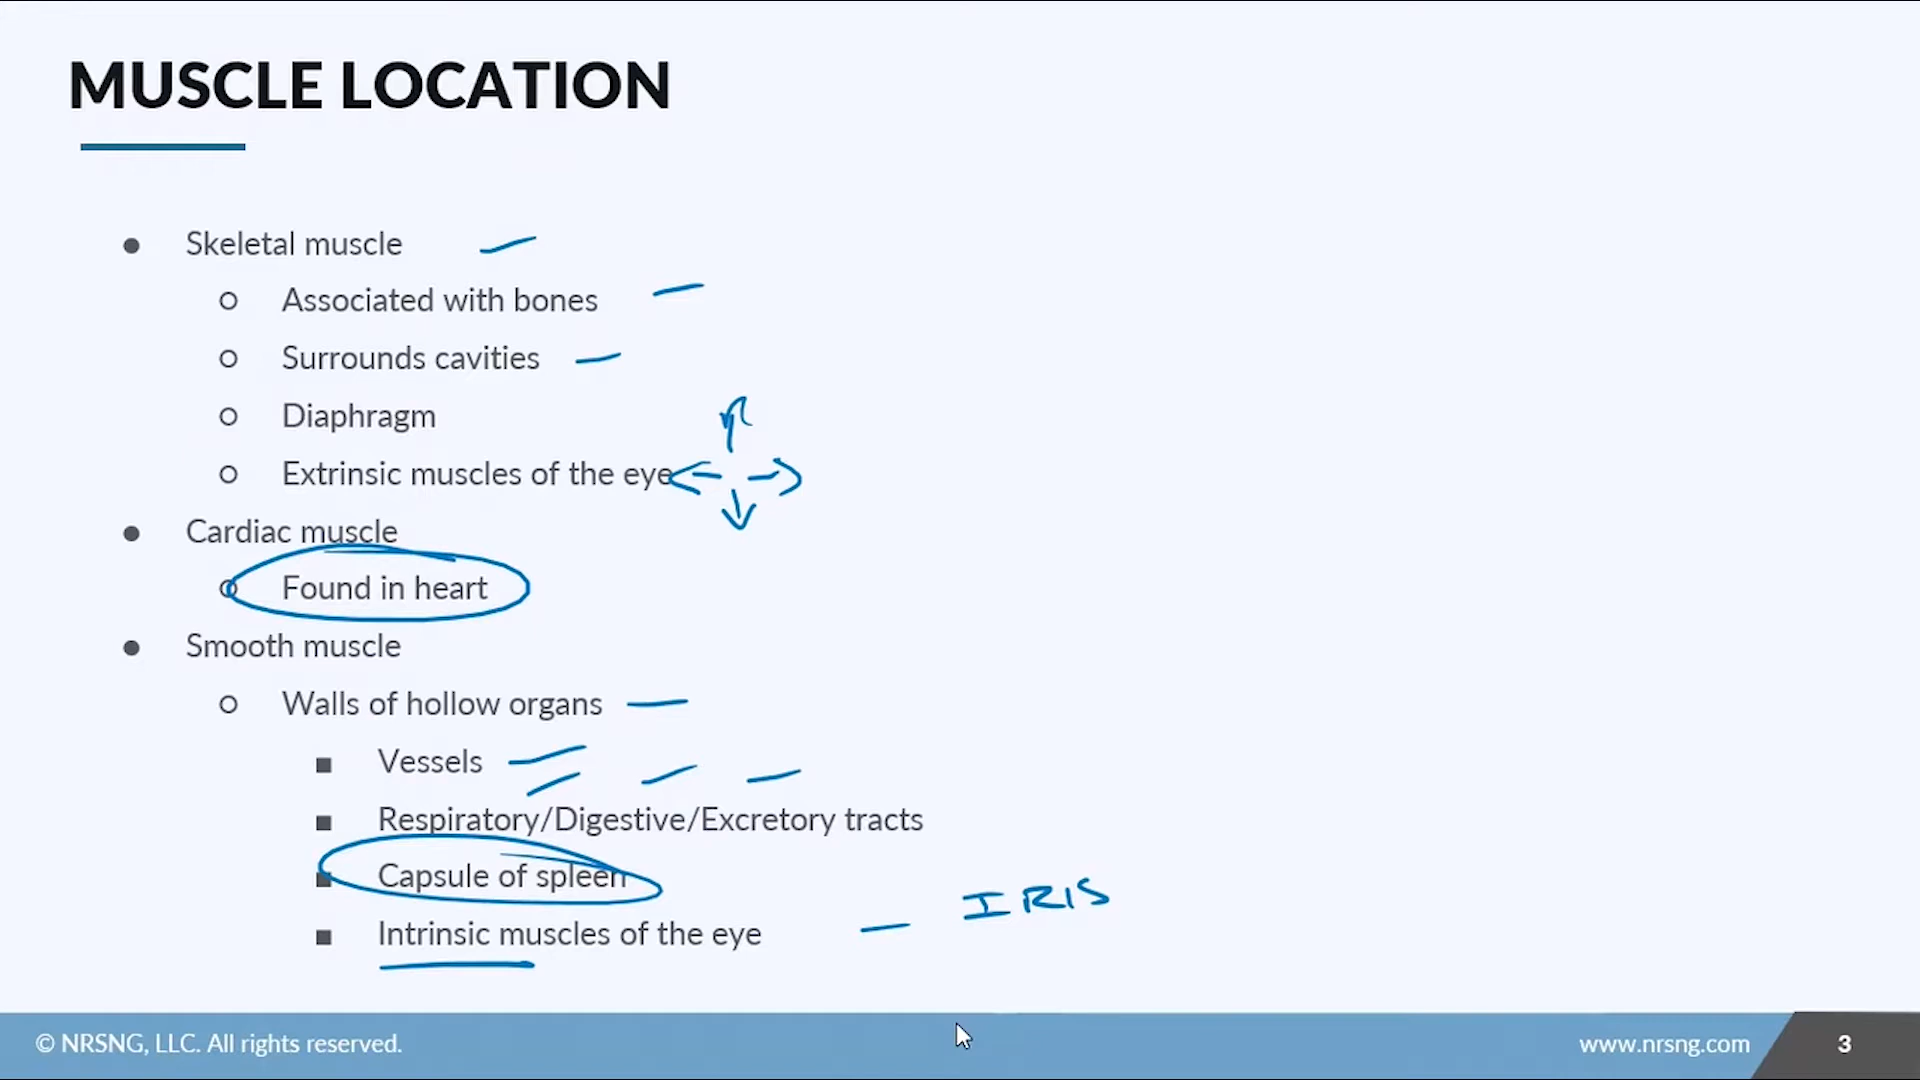 MUSCLE LOCATION
Skeletal muscle
Associated with bones
Surrounds cavities
Diaphragm
Extrinsic muscles of the eye
Cardiac muscle
Found in heart
Smooth muscle
Walls of hollow organs
Vessels
Respiratory/Digestive/Excretory tracts
Capsule of spleen
IRIS
Intrinsic muscles of the eye
© NRSNG, LLC. All rights reserved.
www.nrsng.com
3